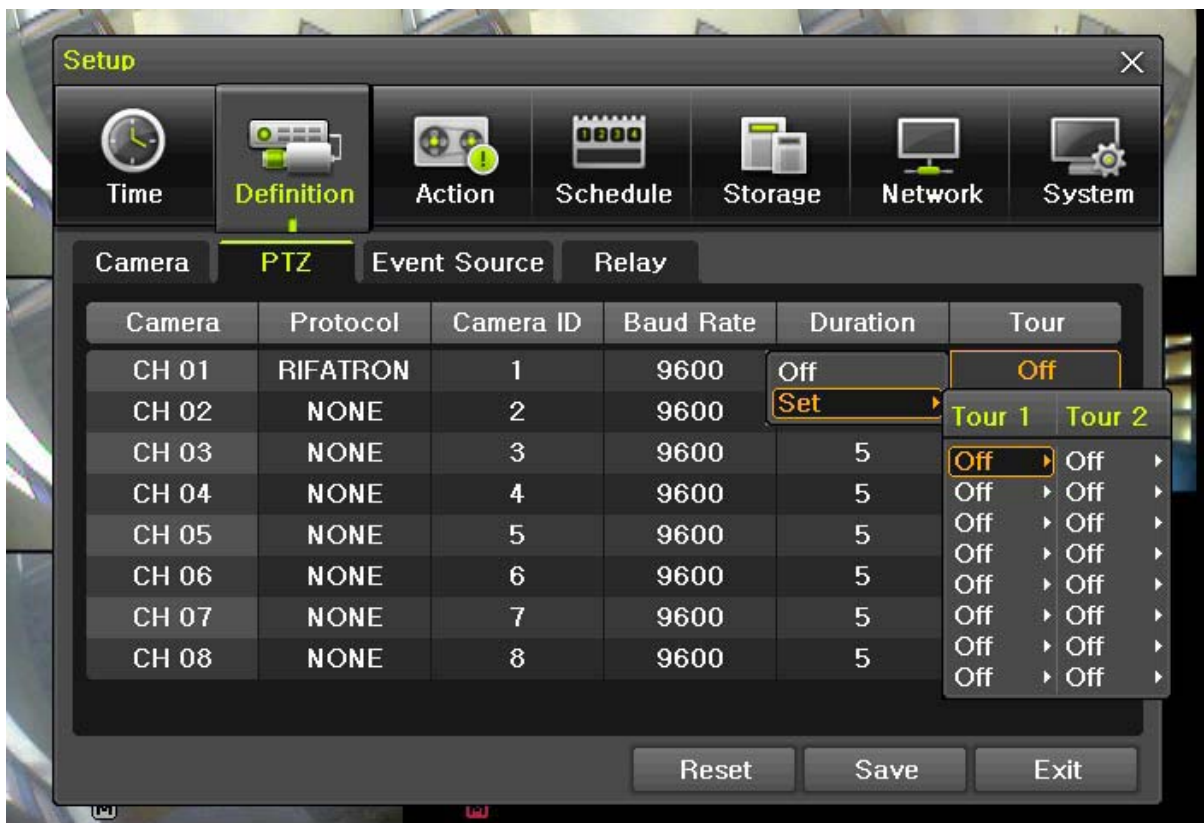 Setup
Time Definition Action Schedule Storage Network System
Camera PTZ Event Source Relay
Camera Protocol Camera ID Baud Rate Duration Tour
CH 01 RIFATRON 1 9600 Off Off
CH 02 NONE 2 9600 Set Tour 1 Tour 2
CH 03 NONE 3 9600 5 Off Off
CH 04 NONE 4 9600 5 Off Off
CH 05 NONE 5 9600 5 Off Off
Off Off
CH 06 NONE 6 9600 5 Off Off
CH 07 NONE 7 9600 5 Off Off
CH 08 NONE 8 9600 5 Off Off
Off Off
Reset Save Exit
M M